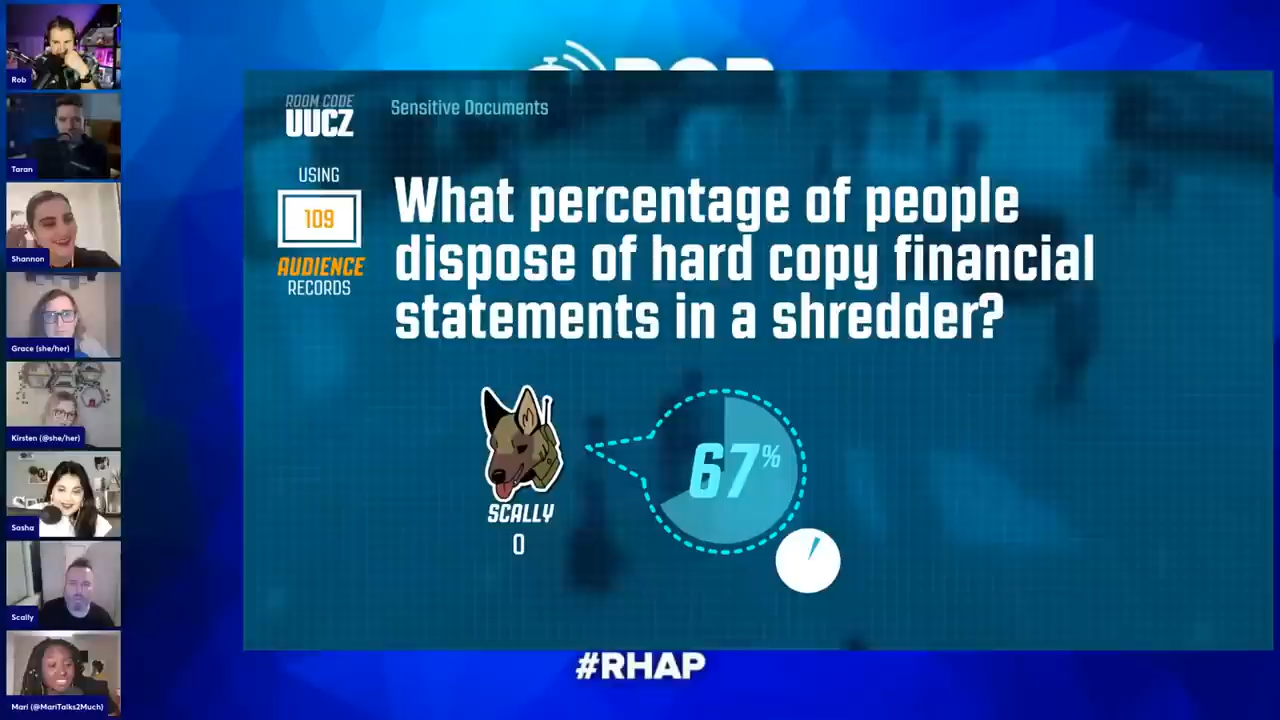 Rob
Taran
Shannon
Grace (she/her)
Kirsten (@she/her)
Sasha
Scally
Mari (@MariTalks2Much)
ROOM CODE
UUCZ
Sensitive Documents
USING
109
AUDIENCE
RECORDS
What percentage of people
dispose of hard copy financial
statements in a shredder?
67%
SCALLY
0
#RHAP